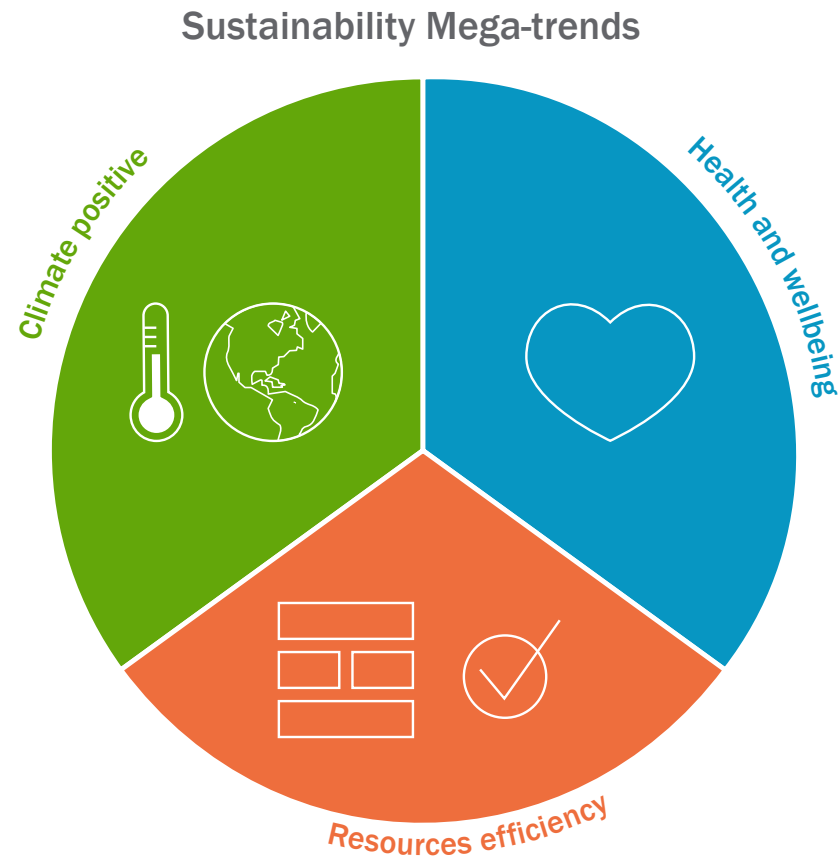 Sustainability Mega-trends
Climate positive
Health and wellbeing
Resources efficiency